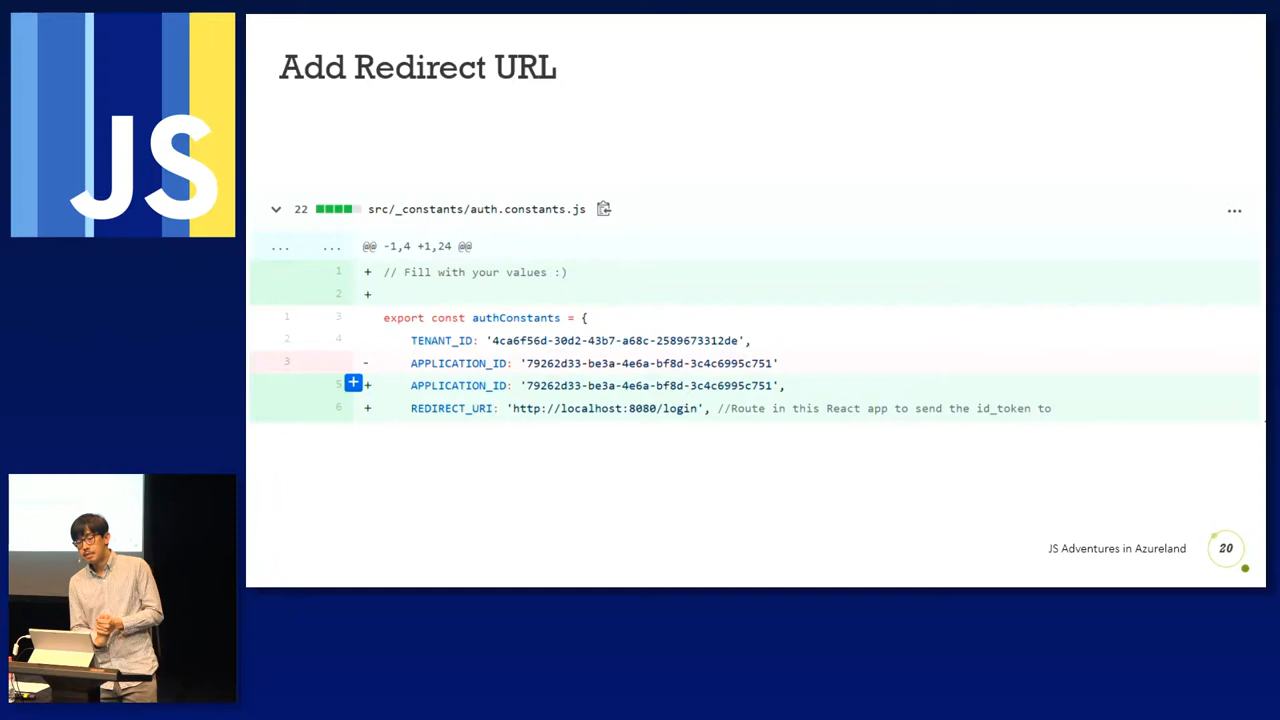 JS
Add Redirect URL
22 src/_constants/auth.constants.js ...
... ... @@ -1,4 +1,24 @@
1 + // Fill with your values :)
2 +
1 3 export const authConstants = {
2 4 TENANT_ID: '4ca6f56d-30d2-43b7-a68c-2589673312de',
3 - APPLICATION_ID: '79262d33-be3a-4e6a-bf8d-3c4c6995c751'
5 + APPLICATION_ID: '79262d33-be3a-4e6a-bf8d-3c4c6995c751',
6 + REDIRECT_URI: 'http://localhost:8080/login', //Route in this React app to send the id_token to
JS Adventures in Azureland 20